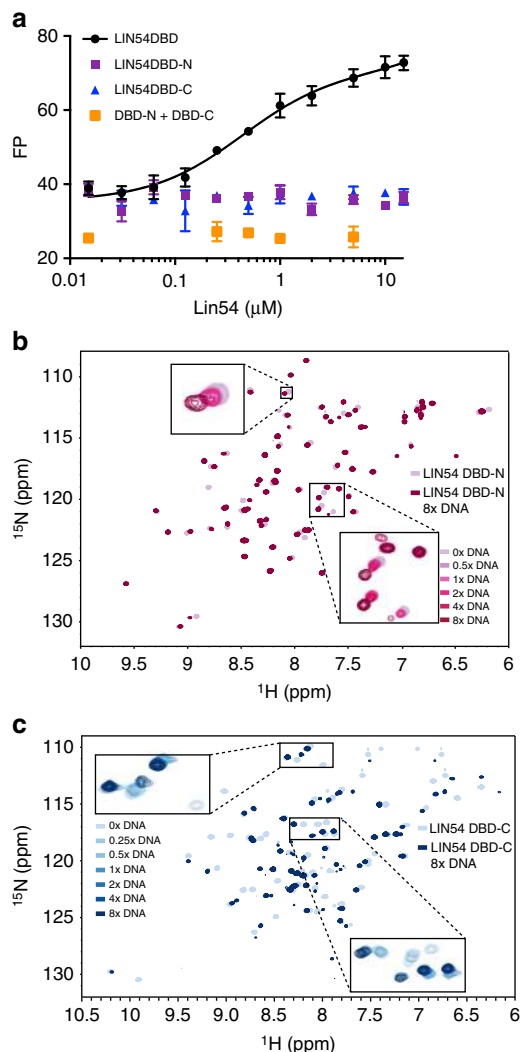 a
80
60
40
20
FP
LIN54DBD
LIN54DBD-N
LIN54DBD-C
DBD-N + DBD-C
0.01
0.1
1
10
Lin54 (μM)
b
110
115
120
125
130
15N (ppm)
LIN54 DBD-N
LIN54 DBD-N
8x DNA
0x DNA
0.5x DNA
1x DNA
2x DNA
4x DNA
8x DNA
10
9.5
9
8.5
8
7.5
7
6.5
6
1H (ppm)
c
110
115
120
125
130
15N (ppm)
0x DNA
0.25x DNA
0.5x DNA
1x DNA
2x DNA
4x DNA
8x DNA
LIN54 DBD-C
LIN54 DBD-C
8x DNA
10.5
10
9.5
9
8.5
8
7.5
7
6.5
6
1H (ppm)